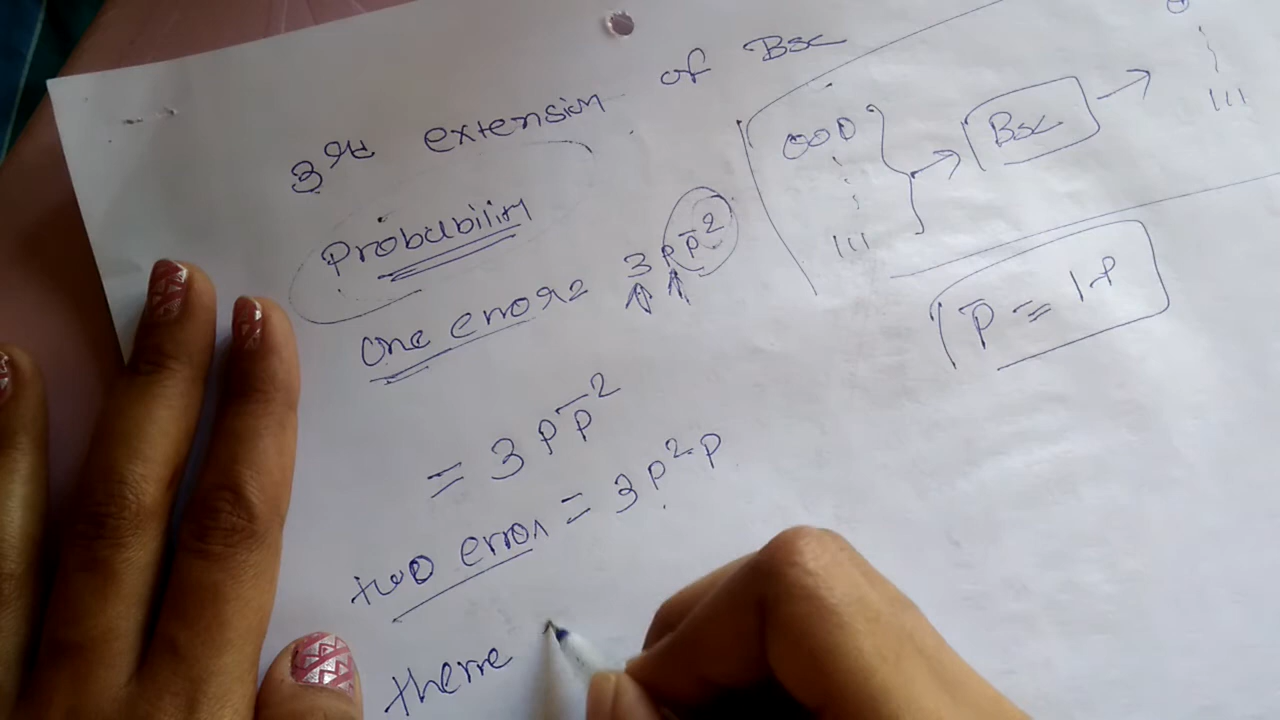 3rd extension of Bsc
Probability
One error = 3 p p̅²
= 3 p p̅²
two error = 3 p² p
therre
000
111
Bsc
111
p̅ = 1-p